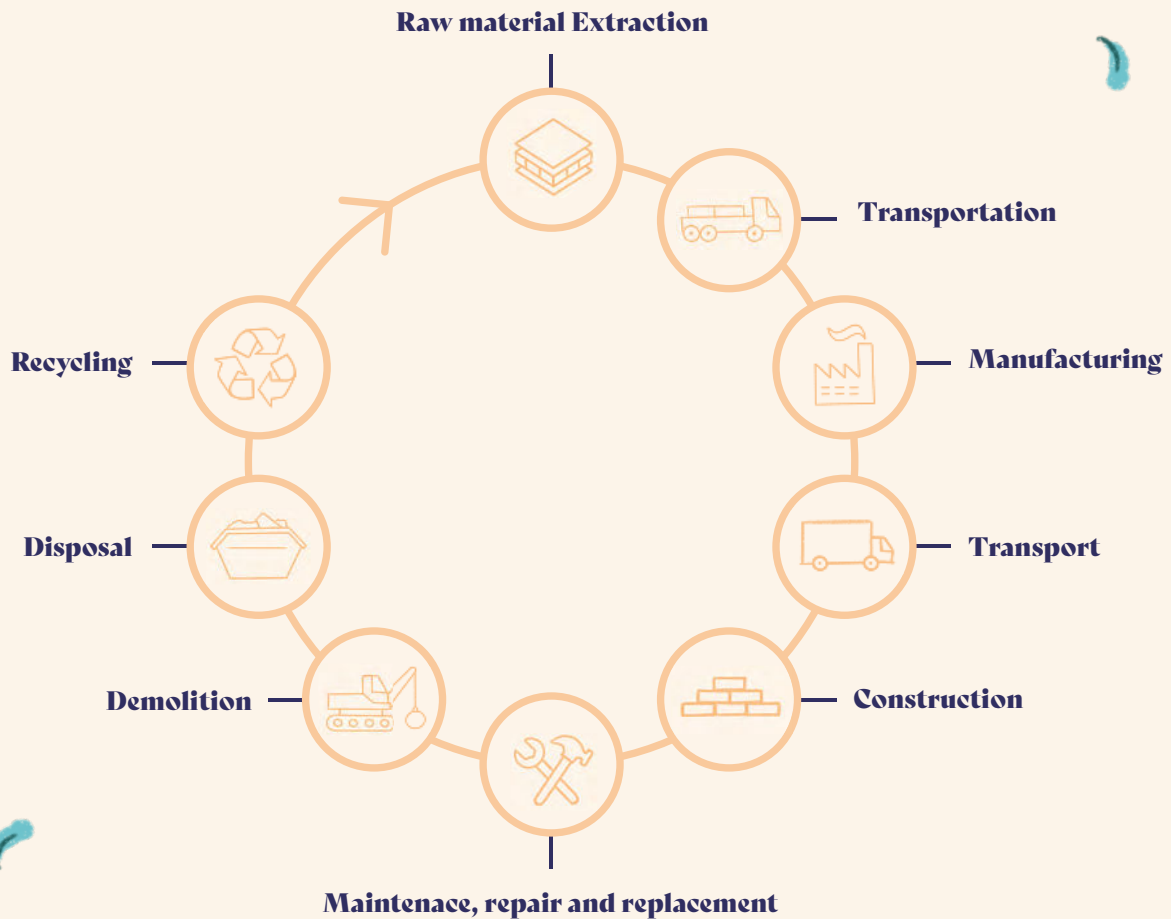 Raw material Extraction
Transportation
Manufacturing
Transport
Construction
Maintenace, repair and replacement
Demolition
Disposal
Recycling